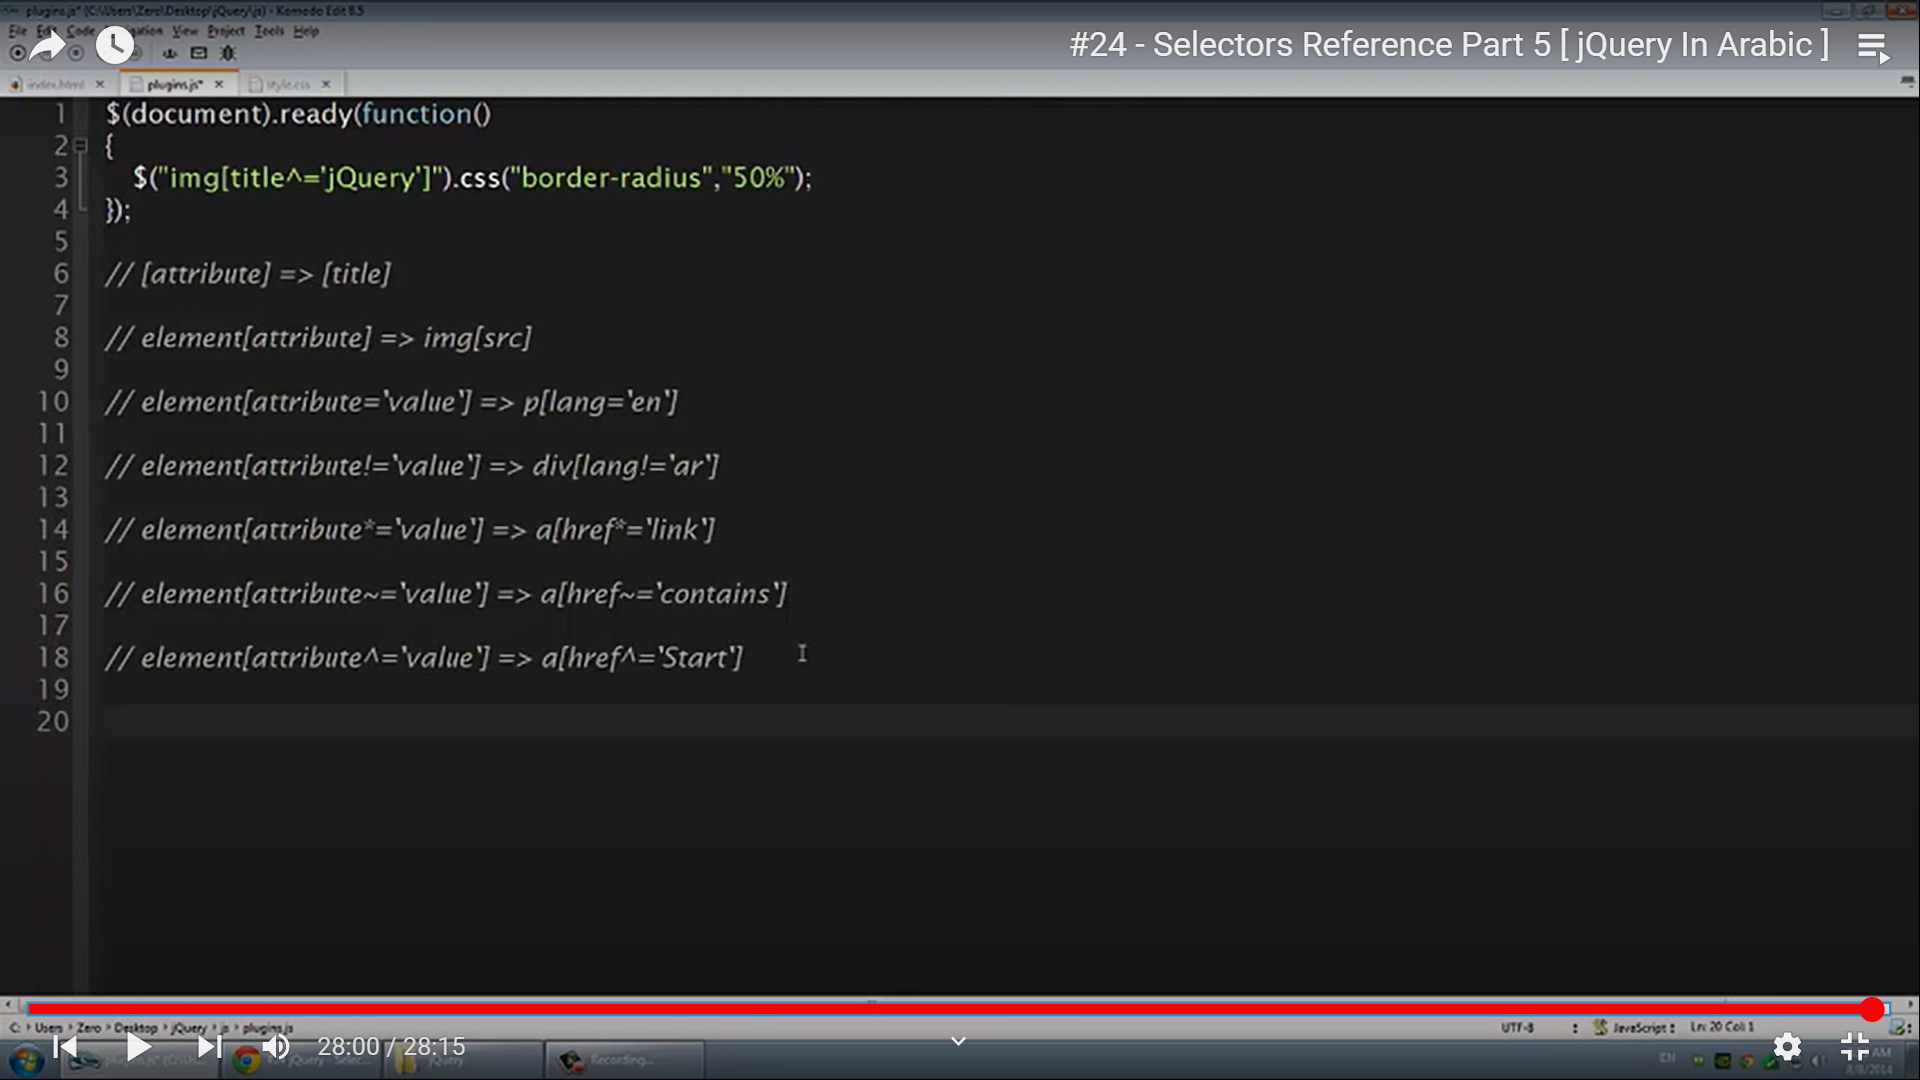 plugins.js* (C:\Users\Zero\Desktop\jQuery\js) - Komodo Edit 8.5
File Edit Code Navigation View Project Tools Help
#24 - Selectors Reference Part 5 [ jQuery In Arabic ]
index.html plugins.js* style.css
1 $(document).ready(function()
2 {
3 $("img[title^='jQuery']").css("border-radius","50%");
4 });
5
6 // [attribute] => [title]
7
8 // element[attribute] => img[src]
9
10 // element[attribute='value'] => p[lang='en']
11
12 // element[attribute!='value'] => div[lang!='ar']
13
14 // element[attribute*='value'] => a[href*='link']
15
16 // element[attribute~='value'] => a[href~='contains']
17
18 // element[attribute^='value'] => a[href^='Start']
19
20
C: Users Zero Desktop jQuery js plugins.js
UTF-8 JavaScript Ln: 20 Col: 1
28:00 / 28:15
jQuery
Recording...
EN
AM